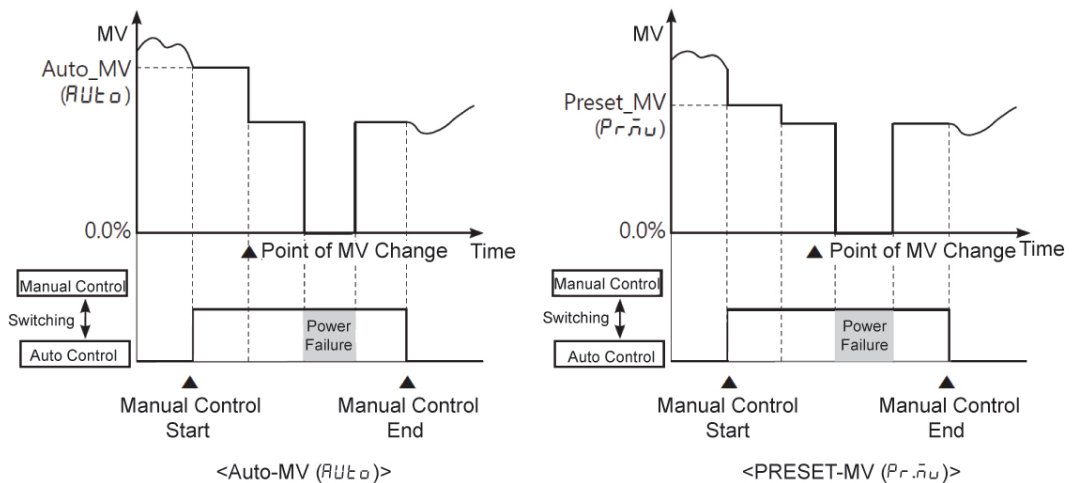 MV
Auto_MV
(AUto)
0.0%
▲ Point of MV Change
Time
Manual Control
Switching
Auto Control
Power
Failure
▲
Manual Control
Start
▲
Manual Control
End
<Auto-MV (AUto)>
MV
Preset_MV
(Pr.mv)
0.0%
▲ Point of MV Change
Time
Manual Control
Switching
Auto Control
Power
Failure
▲
Manual Control
Start
▲
Manual Control
End
<PRESET-MV (Pr.mv)>